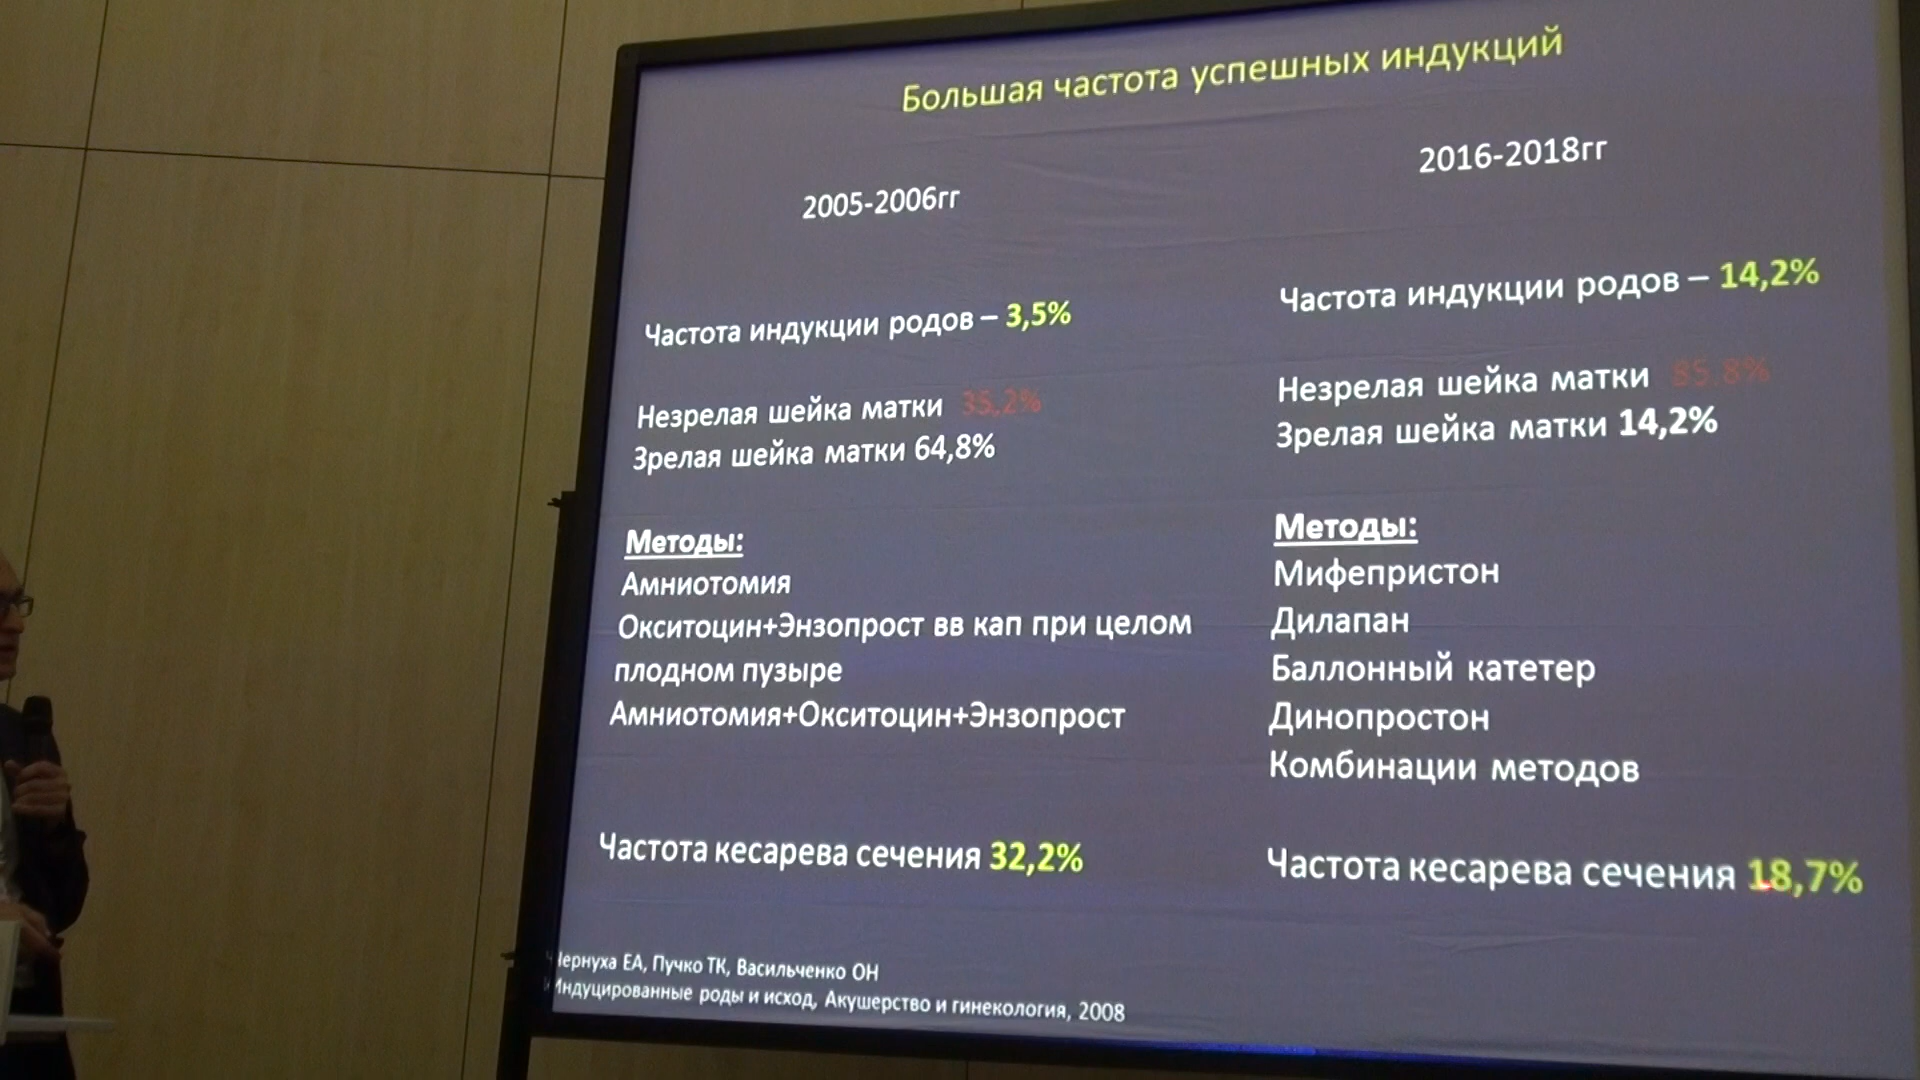 Большая частота успешных индукций
2005-2006гг
Частота индукции родов – 3,5%
Незрелая шейка матки 35,2%
Зрелая шейка матки 64,8%
Методы:
Амниотомия
Окситоцин+Энзопрост вв кап при целом
плодном пузыре
Амниотомия+Окситоцин+Энзопрост
Частота кесарева сечения 32,2%
2016-2018гг
Частота индукции родов – 14,2%
Незрелая шейка матки 85.8%
Зрелая шейка матки 14,2%
Методы:
Мифепристон
Дилапан
Баллонный катетер
Динопростон
Комбинации методов
Частота кесарева сечения 18,7%
Чернуха ЕА, Пучко ТК, Васильченко ОН
Индуцированные роды и исход, Акушерство и гинекология, 2008